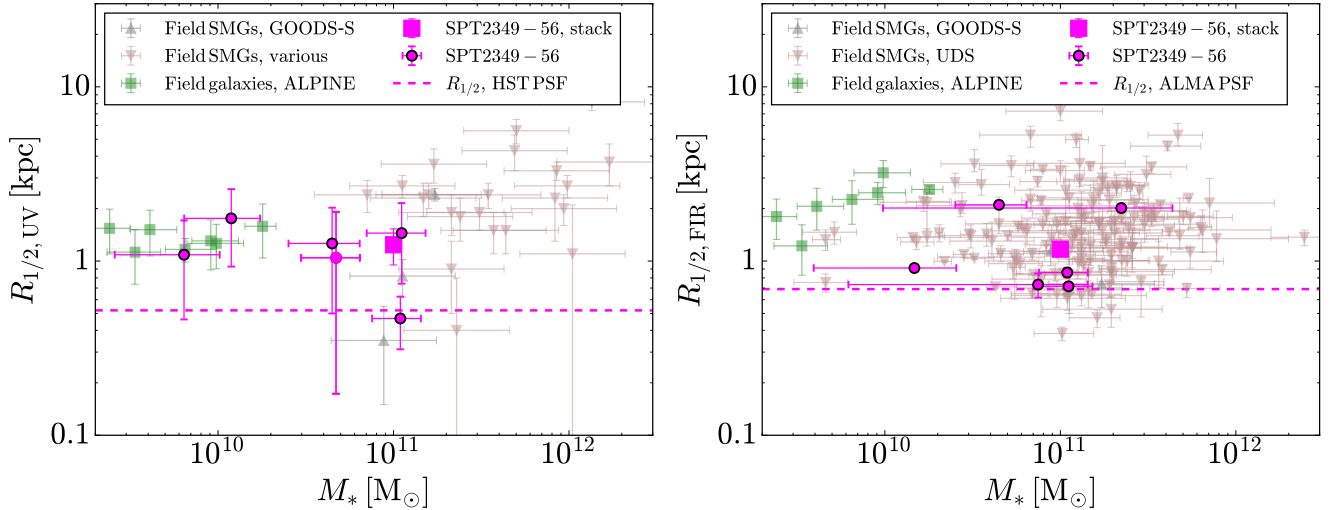 Field SMGs, GOODS-S
Field SMGs, various
Field galaxies, ALPINE
SPT2349 − 56, stack
SPT2349 − 56
R1/2, HST PSF
10
1
0.1
R1/2, UV [kpc]
10^10
10^11
10^12
M* [M⊙]
Field SMGs, GOODS-S
Field SMGs, UDS
Field galaxies, ALPINE
SPT2349 − 56, stack
SPT2349 − 56
R1/2, ALMA PSF
10
1
0.1
R1/2, FIR [kpc]
10^10
10^11
10^12
M* [M⊙]